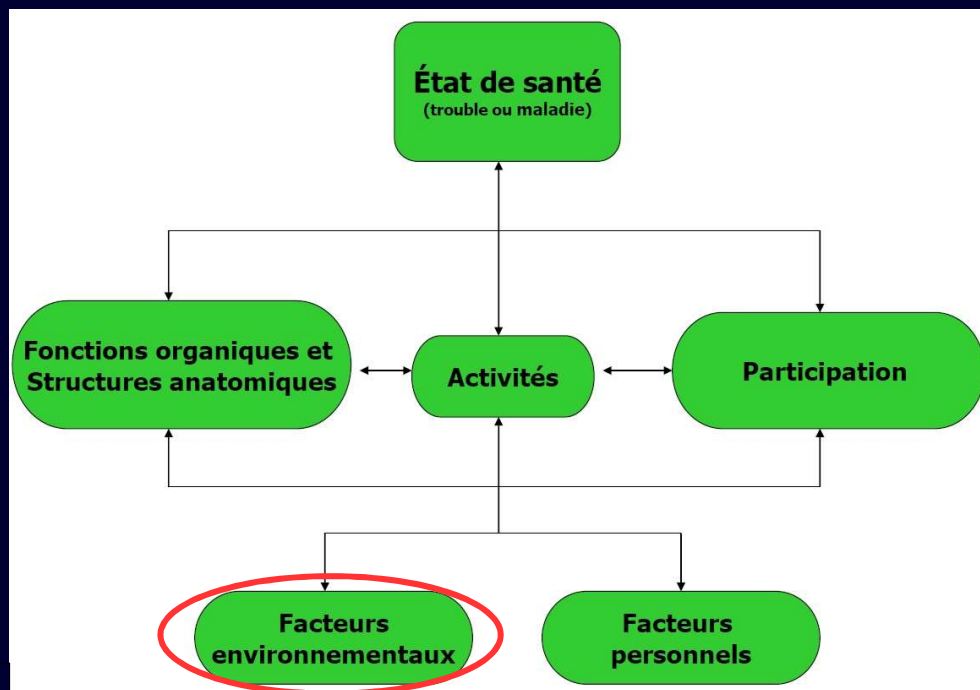 État de santé
(trouble ou maladie)
Fonctions organiques et
Structures anatomiques
Activités
Participation
Facteurs
environnementaux
Facteurs
personnels